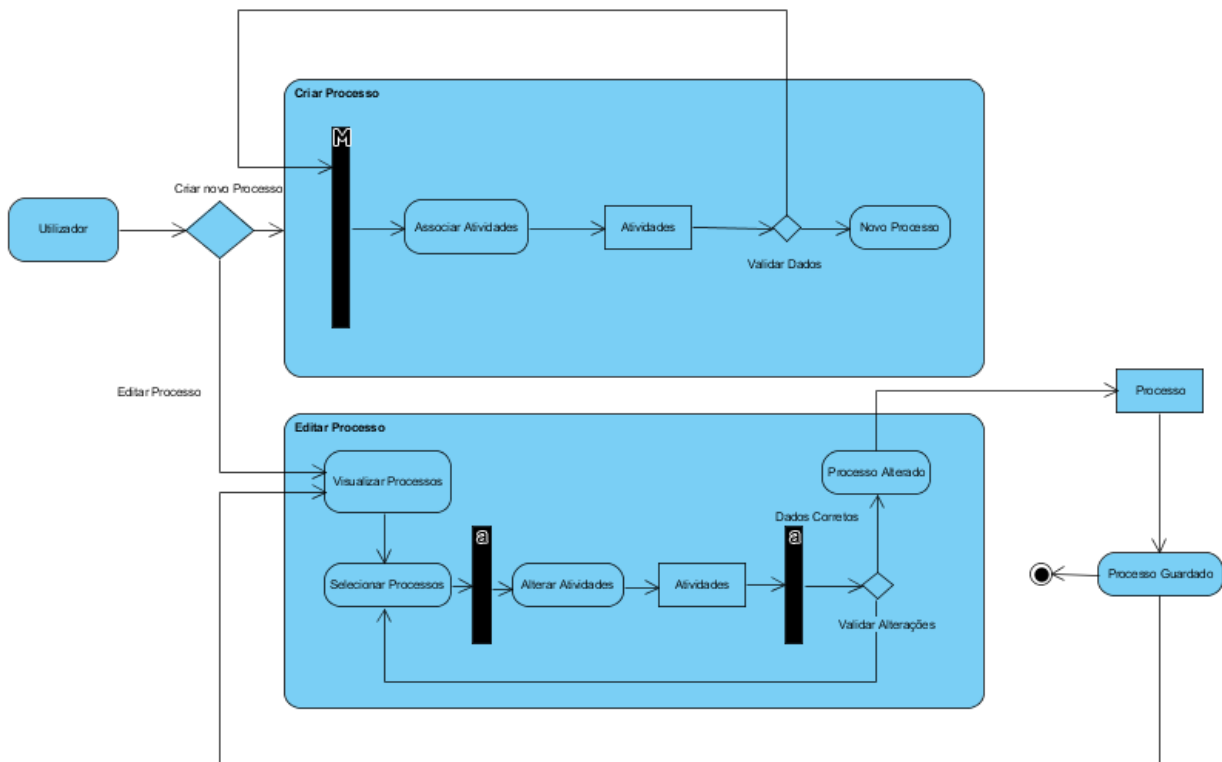 Criar Processo
M
Criar novo Processo
Utilizador
Associar Atividades
Atividades
Novo Processo
Validar Dados
Editar Processo
Processo
Editar Processo
Visualizar Processos
Processo Alterado
Dados Corretos
a
a
Selecionar Processos
Alterar Atividades
Atividades
Processo Guardado
Validar Alterações